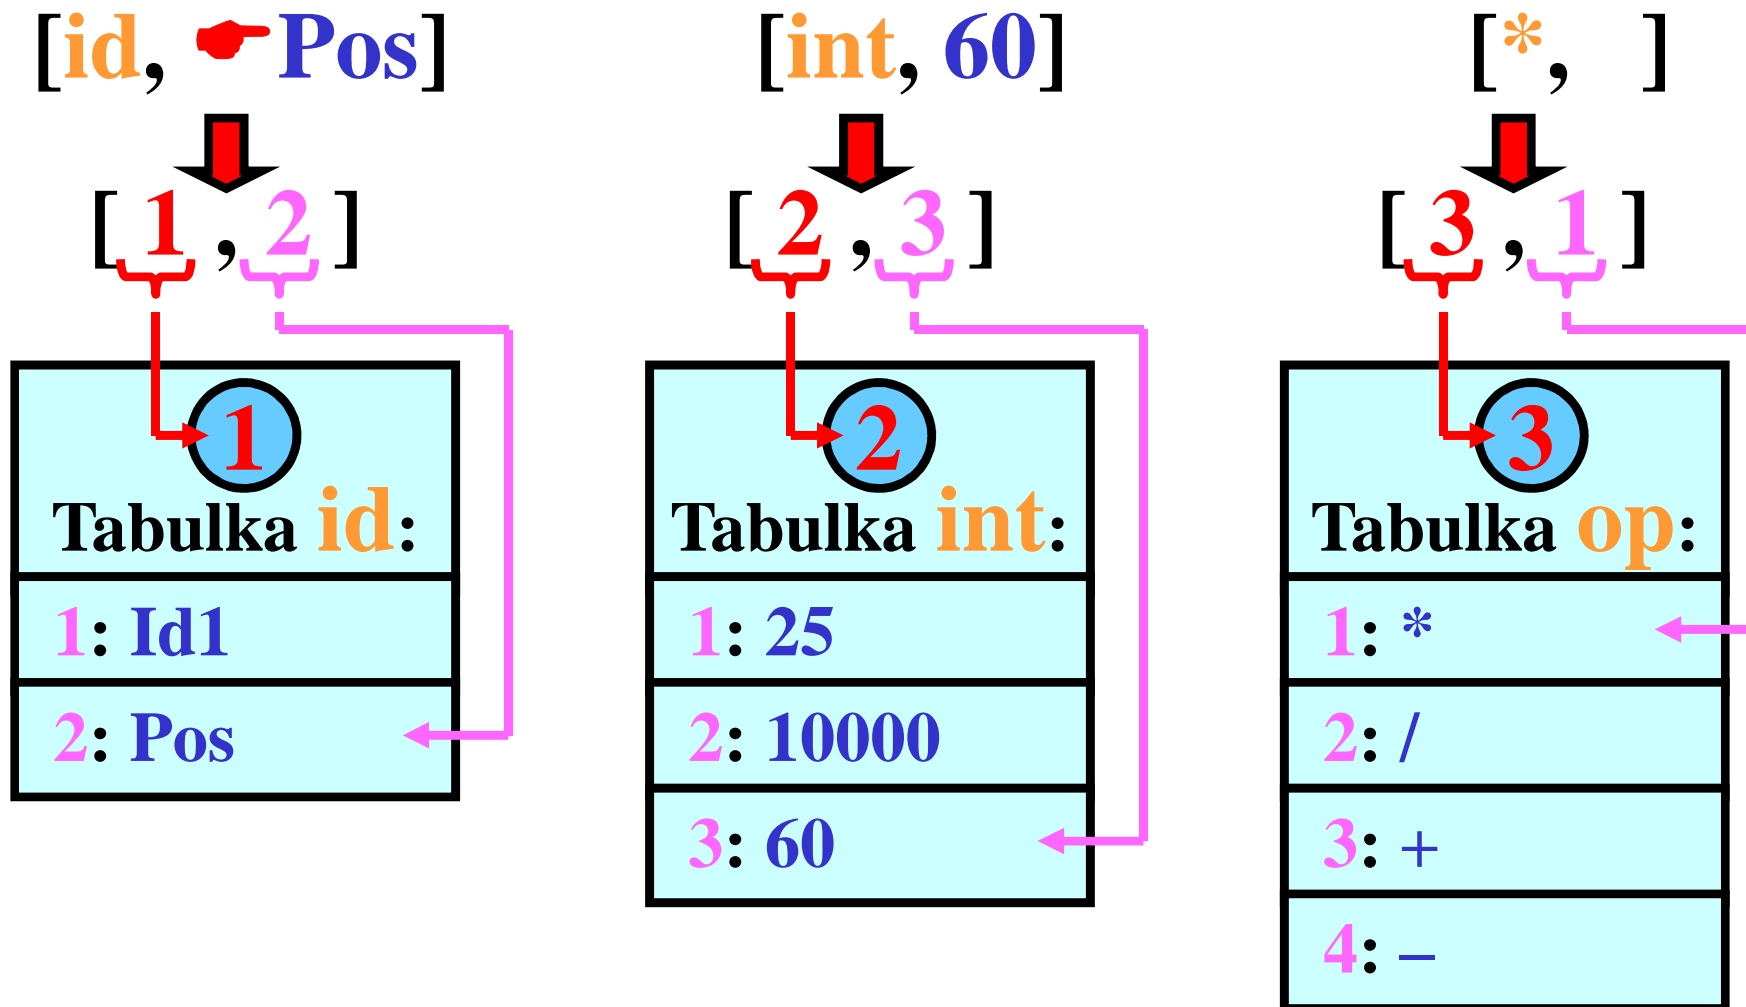 [id, ☛Pos] [int, 60] [*, ]
[ 1 , 2 ] [ 2 , 3 ] [ 3 , 1 ]
1
Tabulka id:
1: Id1
2: Pos
2
Tabulka int:
1: 25
2: 10000
3: 60
3
Tabulka op:
1: *
2: /
3: +
4: –